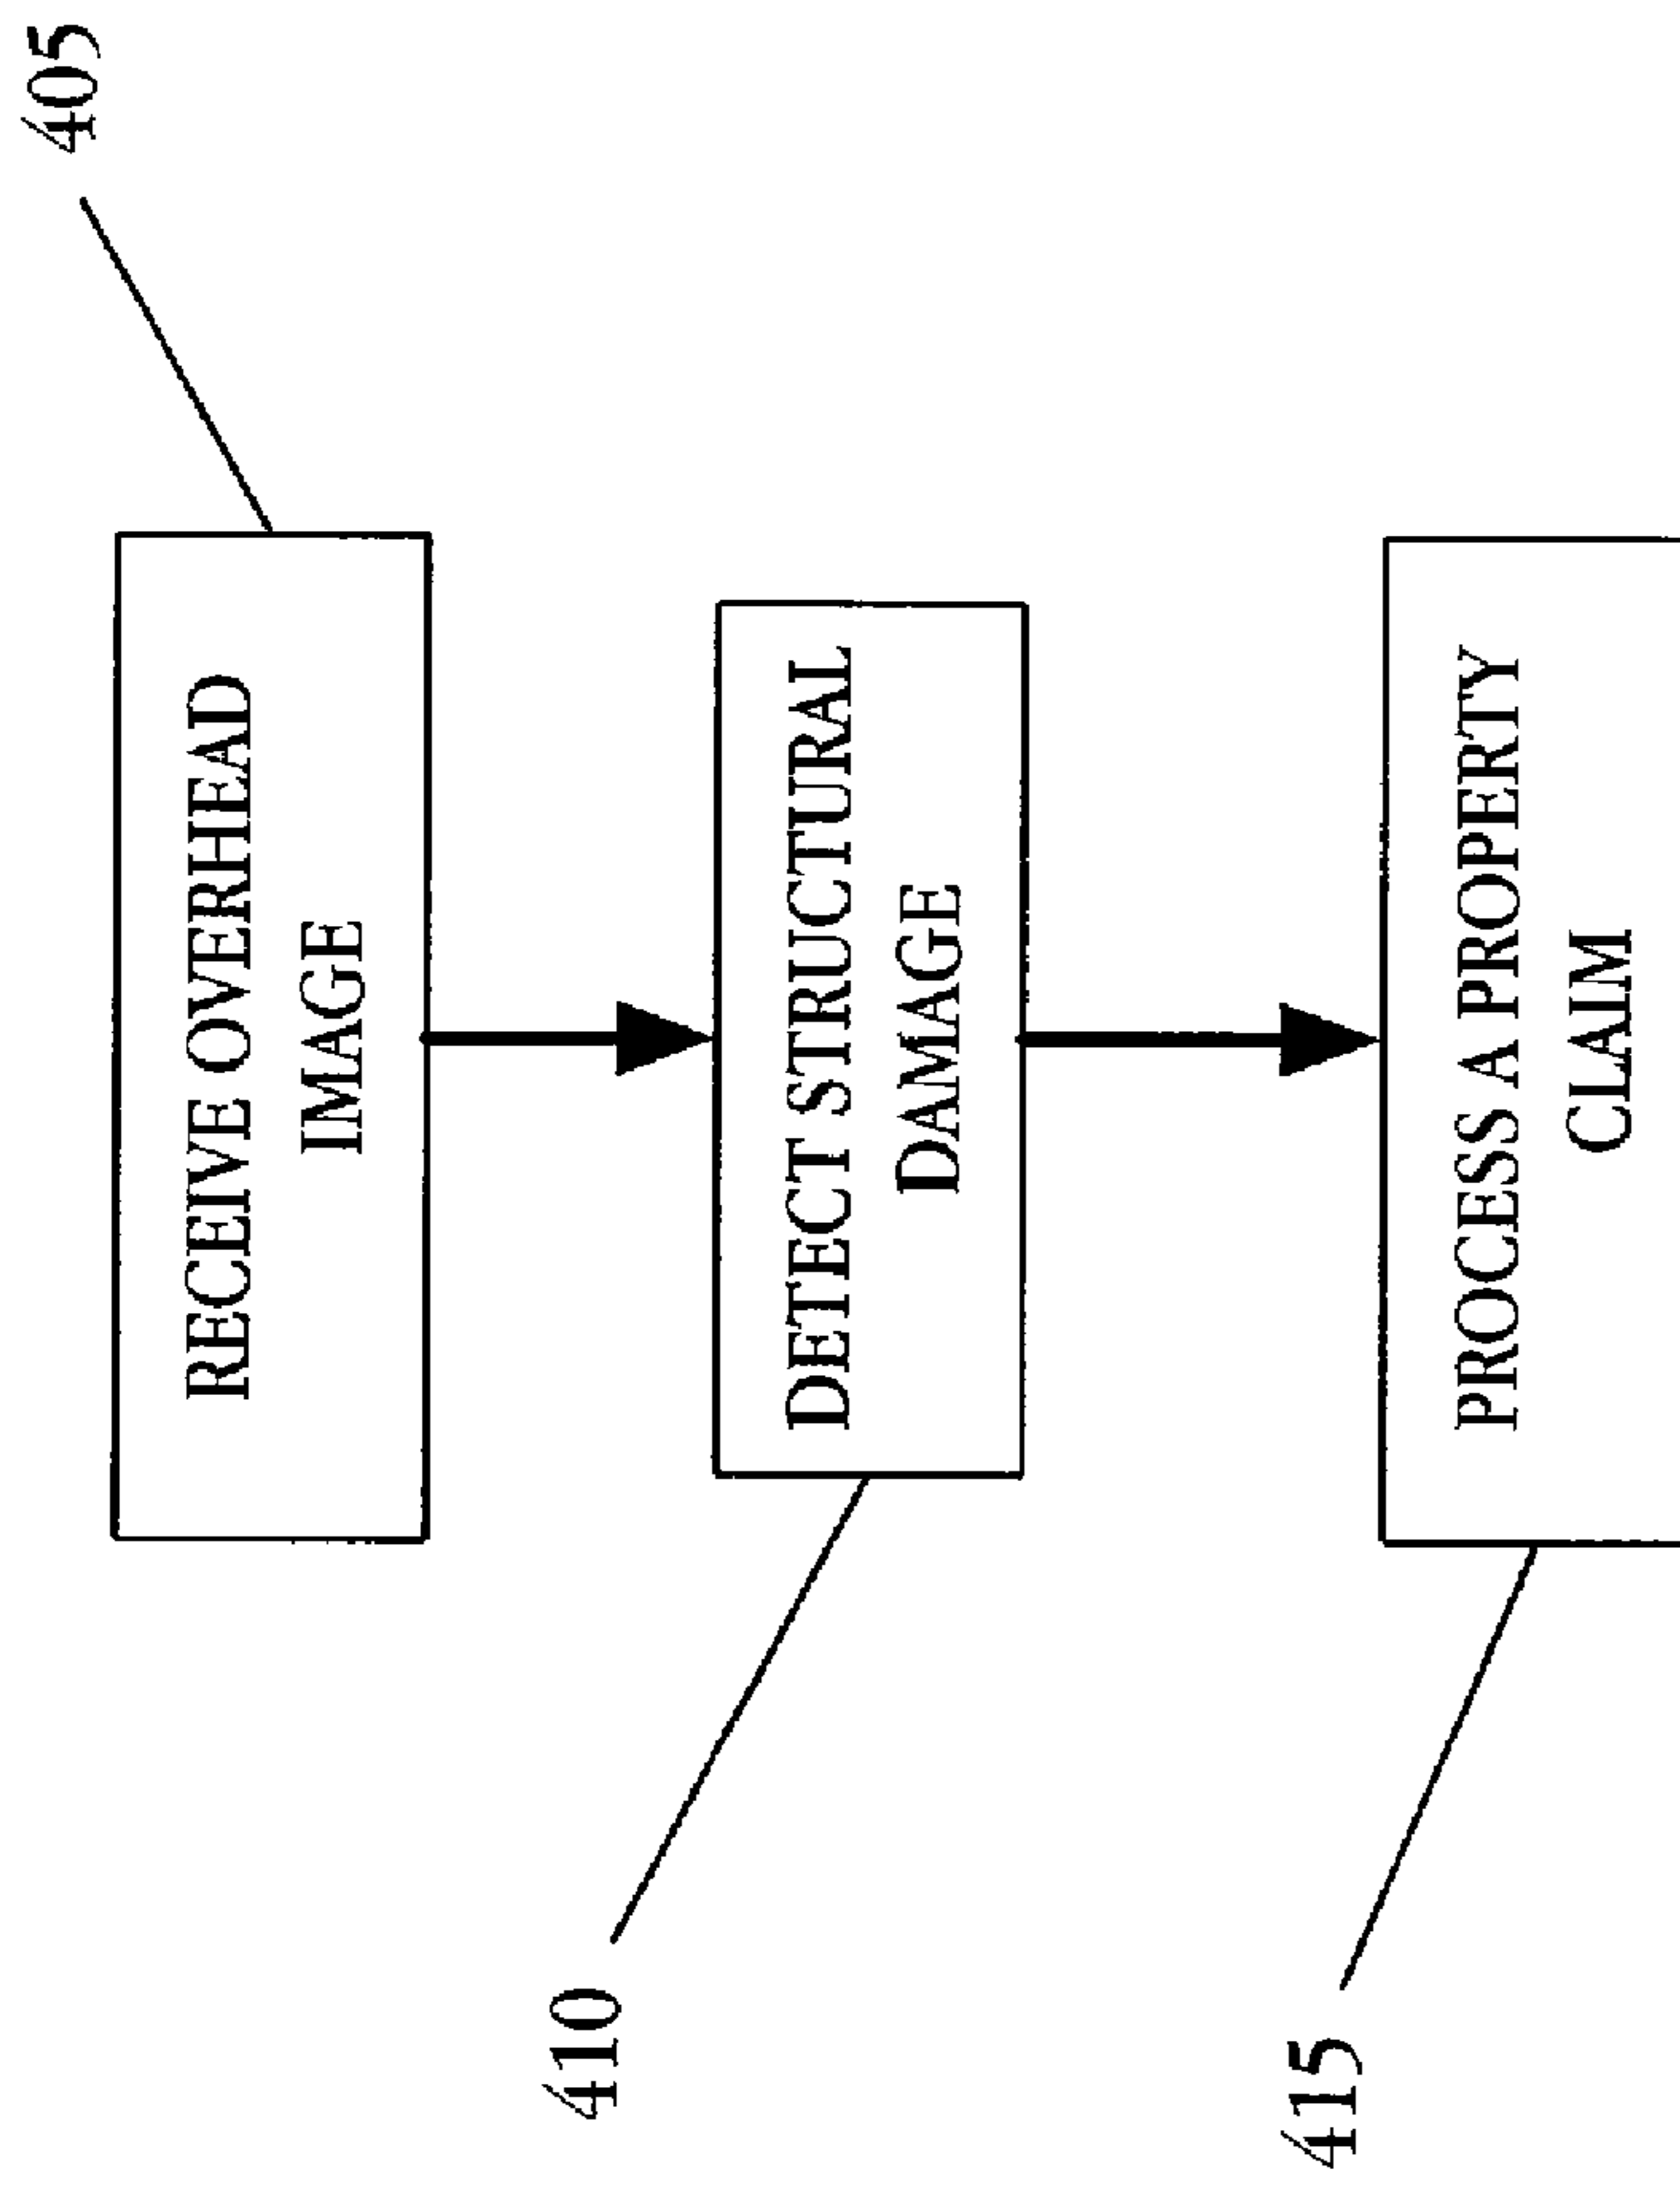 405
RECEIVE OVERHEAD
IMAGE
410
DETECT STRUCTURAL
DAMAGE
415
PROCESS A PROPERTY
CLAIM